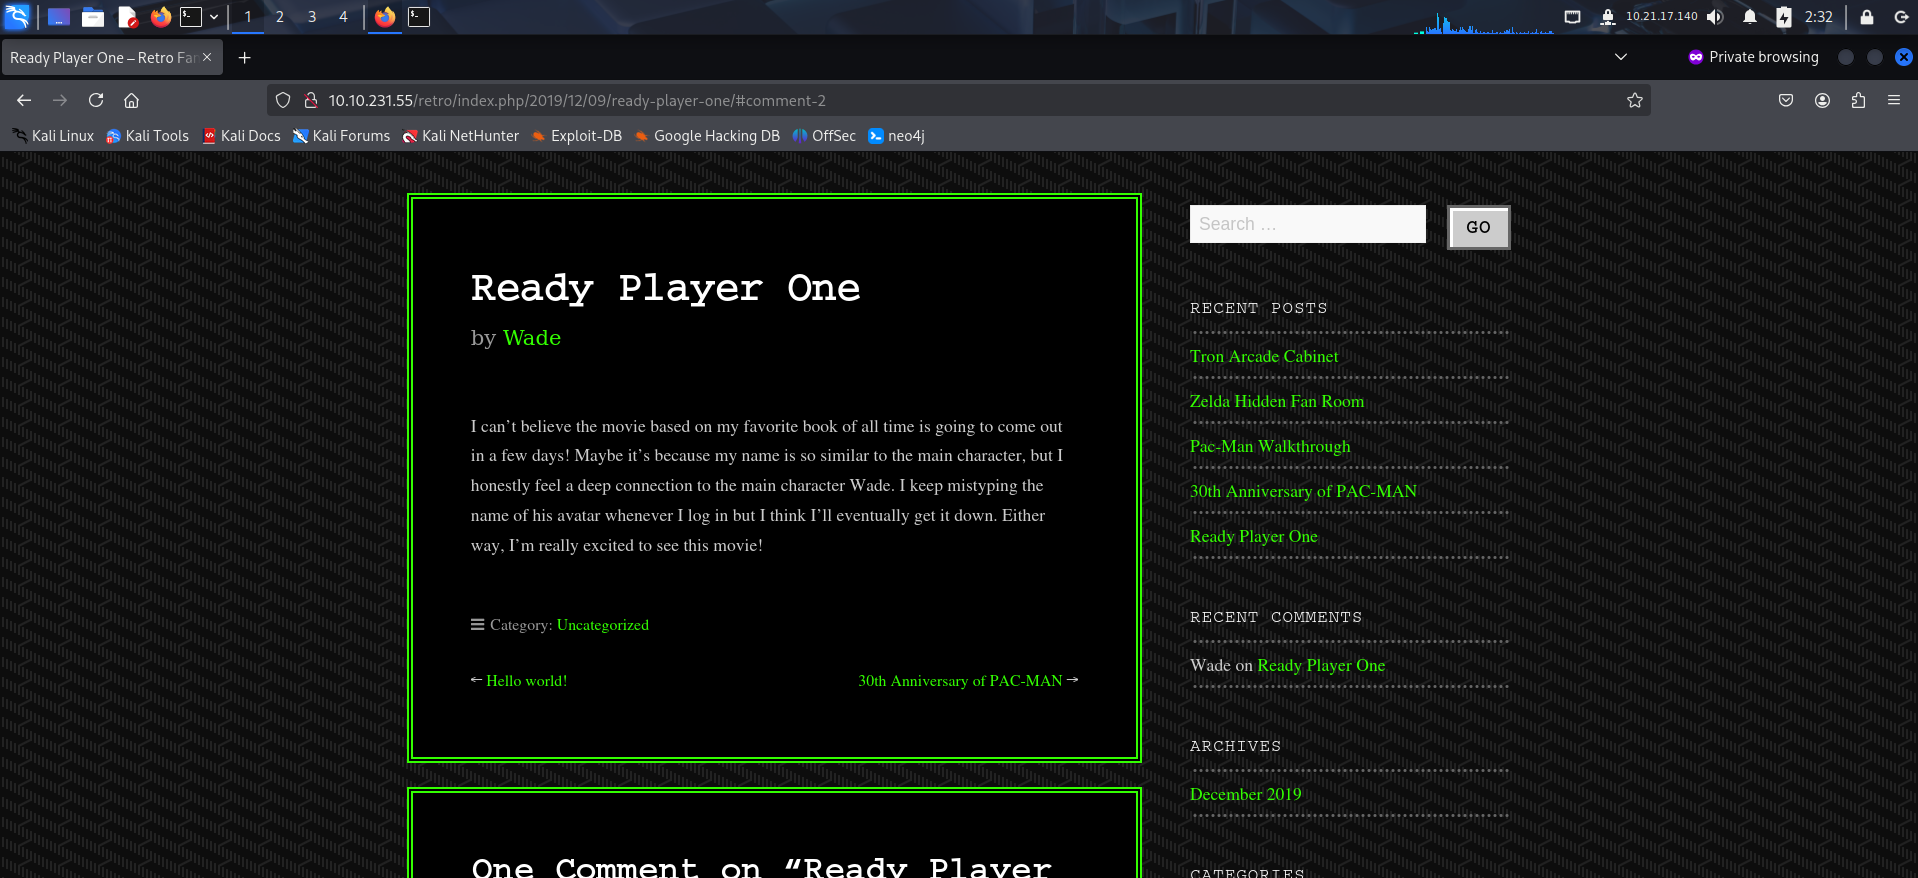 1 2 3 4 10.21.17.140 2:32
Ready Player One – Retro Fan
Private browsing
10.10.231.55/retro/index.php/2019/12/09/ready-player-one/#comment-2
Kali Linux Kali Tools Kali Docs Kali Forums Kali NetHunter Exploit-DB Google Hacking DB OffSec neo4j
Ready Player One
by Wade
I can’t believe the movie based on my favorite book of all time is going to come out
in a few days! Maybe it’s because my name is so similar to the main character, but I
honestly feel a deep connection to the main character Wade. I keep mistyping the
name of his avatar whenever I log in but I think I’ll eventually get it down. Either
way, I’m really excited to see this movie!
Category: Uncategorized
← Hello world!
30th Anniversary of PAC-MAN →
One Comment on “Ready Player
Search …
GO
RECENT POSTS
Tron Arcade Cabinet
Zelda Hidden Fan Room
Pac-Man Walkthrough
30th Anniversary of PAC-MAN
Ready Player One
RECENT COMMENTS
Wade on Ready Player One
ARCHIVES
December 2019
CATEGORIES